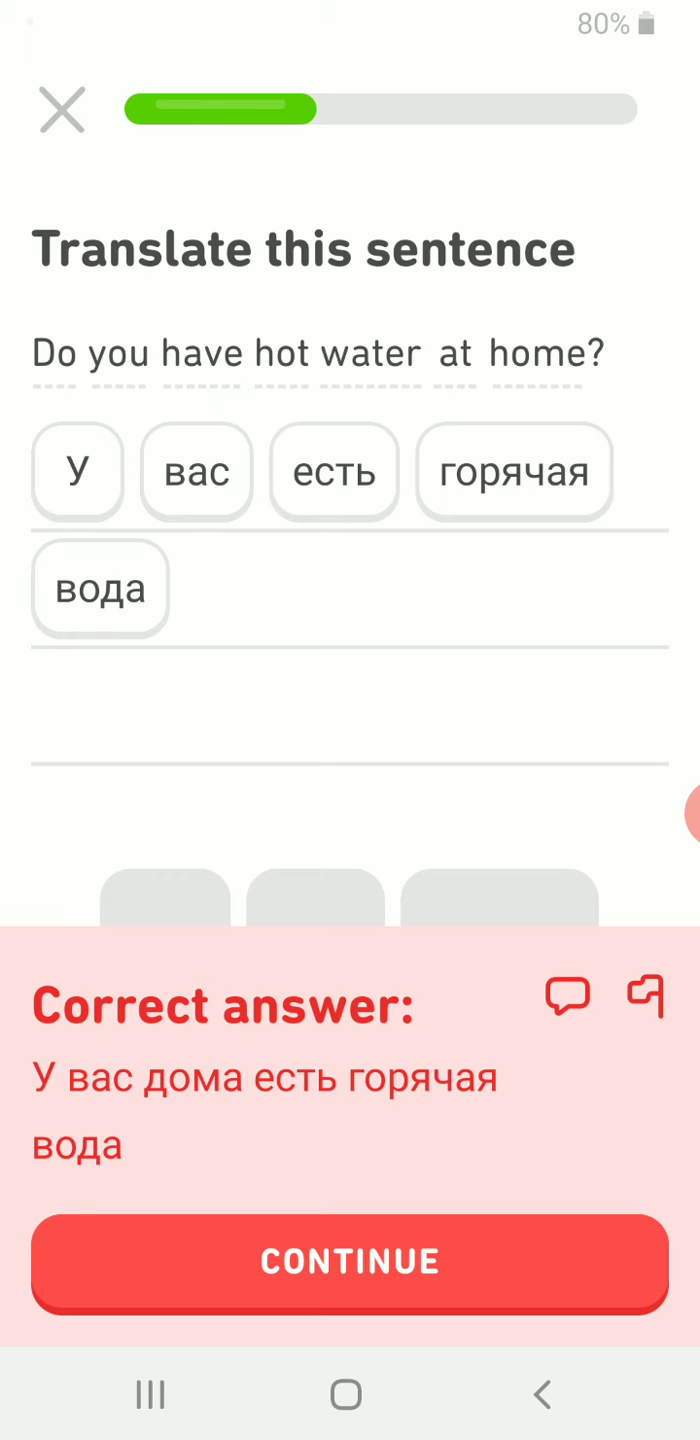 80%
Translate this sentence
Do you have hot water at home?
У вас есть горячая
вода
Correct answer:
У вас дома есть горячая
вода
CONTINUE